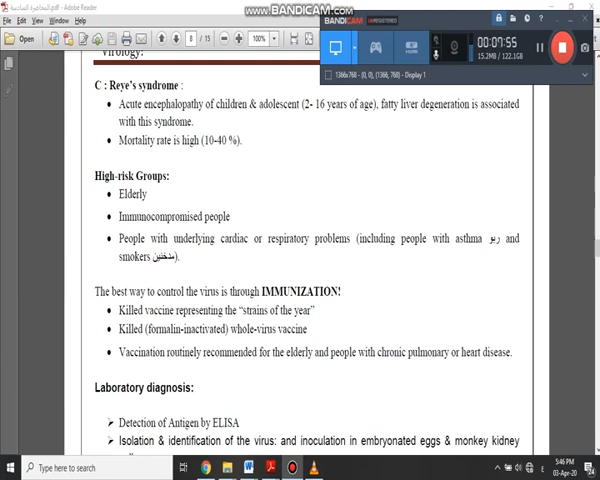 المحاضرة السادسة.pdf - Adobe Reader
WWW.BANDICAM.COM
File Edit View Window Help
Open 8 / 15 100%
BANDICAM UNREGISTERED
00:07:55
15.2MB / 122.1GB
1366x768 - (0, 0), (1366, 768) - Display 1
Virology:
C : Reye's syndrome :
• Acute encephalopathy of children & adolescent (2- 16 years of age), fatty liver degeneration is associated
with this syndrome.
• Mortality rate is high (10-40 %).
High-risk Groups:
• Elderly
• Immunocompromised people
• People with underlying cardiac or respiratory problems (including people with asthma ربو and
smokers مدخنين).
The best way to control the virus is through IMMUNIZATION!
• Killed vaccine representing the “strains of the year”
• Killed (formalin-inactivated) whole-virus vaccine
• Vaccination routinely recommended for the elderly and people with chronic pulmonary or heart disease.
Laboratory diagnosis:
➢ Detection of Antigen by ELISA
➢ Isolation & identification of the virus: and inoculation in embryonated eggs & monkey kidney
Type here to search
5:46 PM
03-Apr-20
24